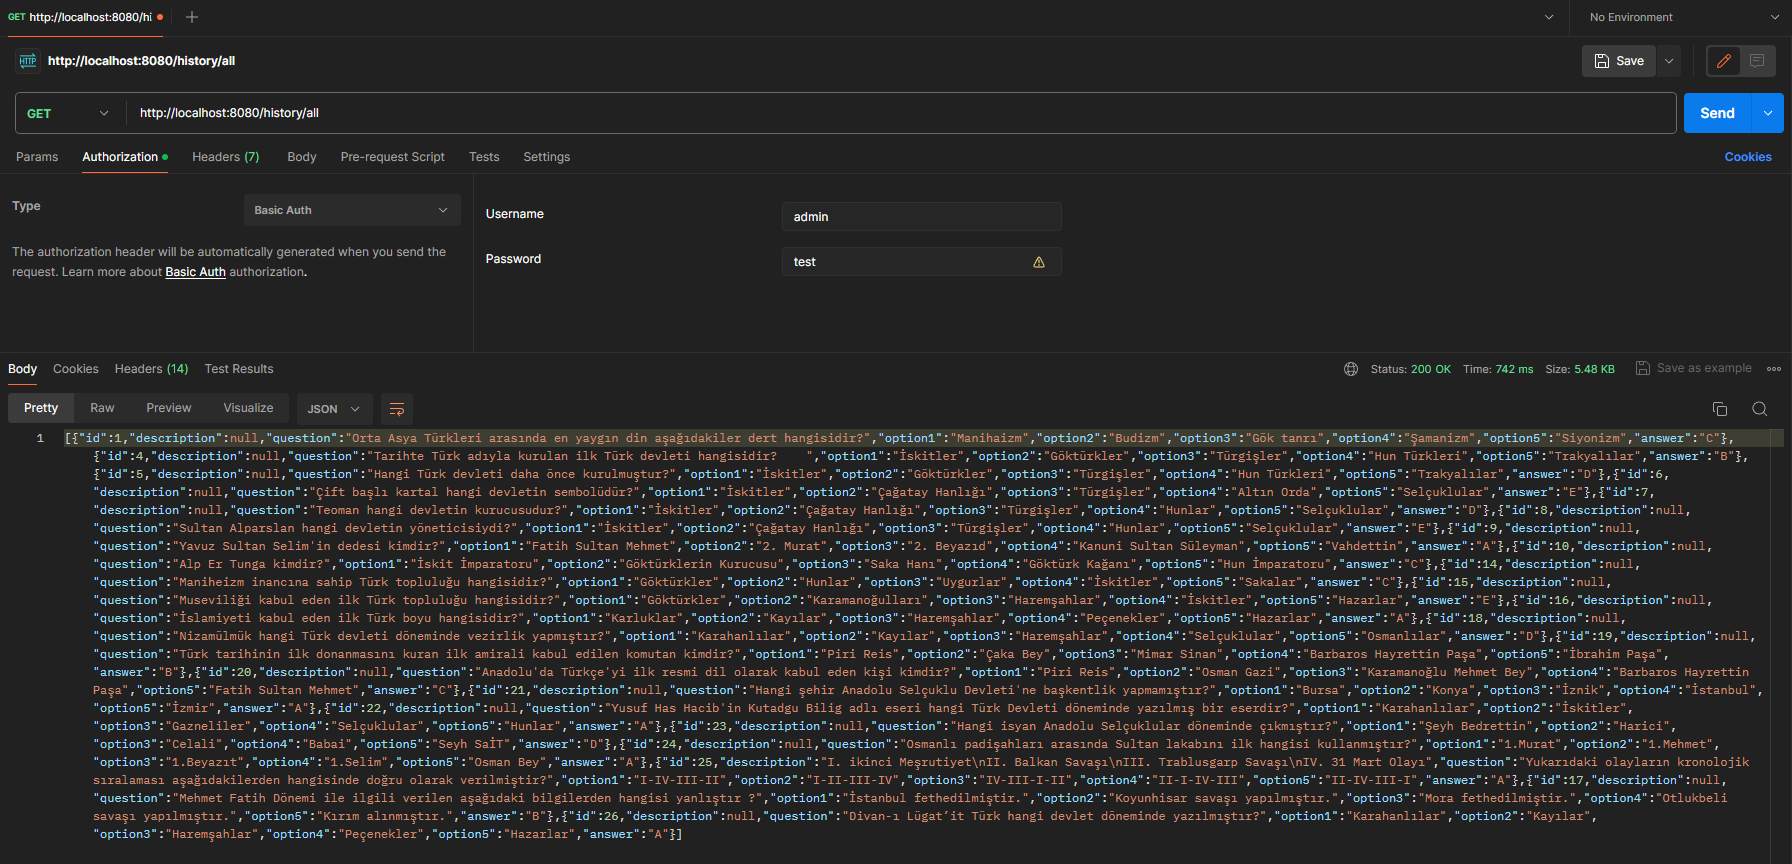 GET http://localhost:8080/hi
No Environment
HTTP http://localhost:8080/history/all
Save
GET http://localhost:8080/history/all
Send
Params Authorization Headers (7) Body Pre-request Script Tests Settings Cookies
Type Basic Auth
The authorization header will be automatically generated when you send the
request. Learn more about Basic Auth authorization.
Username admin
Password test
Body Cookies Headers (14) Test Results Status: 200 OK Time: 742 ms Size: 5.48 KB Save as example
Pretty Raw Preview Visualize JSON
1 [{"id":1,"description":null,"question":"Orta Asya Türkleri arasında en yaygın din aşağıdakiler dert hangisidir?","option1":"Manihaizm","option2":"Budizm","option3":"Gök tanrı","option4":"Şamanizm","option5":"Siyonizm","answer":"C"},
{"id":4,"description":null,"question":"Tarihte Türk adıyla kurulan ilk Türk devleti hangisidir?    ","option1":"İskitler","option2":"Göktürkler","option3":"Türgişler","option4":"Hun Türkleri","option5":"Trakyalılar","answer":"B"},
{"id":5,"description":null,"question":"Hangi Türk devleti daha önce kurulmuştur?","option1":"İskitler","option2":"Göktürkler","option3":"Türgişler","option4":"Hun Türkleri","option5":"Trakyalılar","answer":"D"},{"id":6,
"description":null,"question":"Çift başlı kartal hangi devletin sembolüdür?","option1":"İskitler","option2":"Çağatay Hanlığı","option3":"Türgişler","option4":"Altın Orda","option5":"Selçuklular","answer":"E"},{"id":7,
"description":null,"question":"Teoman hangi devletin kurucusudur?","option1":"İskitler","option2":"Çağatay Hanlığı","option3":"Türgişler","option4":"Hunlar","option5":"Selçuklular","answer":"D"},{"id":8,"description":null,
"question":"Sultan Alparslan hangi devletin yöneticisiydi?","option1":"İskitler","option2":"Çağatay Hanlığı","option3":"Türgişler","option4":"Hunlar","option5":"Selçuklular","answer":"E"},{"id":9,"description":null,
"question":"Yavuz Sultan Selim'in dedesi kimdir?","option1":"Fatih Sultan Mehmet","option2":"2. Murat","option3":"2. Beyazıd","option4":"Kanuni Sultan Süleyman","option5":"Vahdettin","answer":"A"},{"id":10,"description":null,
"question":"Alp Er Tunga kimdir?","option1":"İskit İmparatoru","option2":"Göktürklerin Kurucusu","option3":"Saka Hanı","option4":"Göktürk Kağanı","option5":"Hun İmparatoru","answer":"C"},{"id":14,"description":null,
"question":"Maniheizm inancına sahip Türk topluluğu hangisidir?","option1":"Göktürkler","option2":"Hunlar","option3":"Uygurlar","option4":"İskitler","option5":"Sakalar","answer":"C"},{"id":15,"description":null,
"question":"Museviliği kabul eden ilk Türk topluluğu hangisidir?","option1":"Göktürkler","option2":"Karamanoğulları","option3":"Haremşahlar","option4":"İskitler","option5":"Hazarlar","answer":"E"},{"id":16,"description":null,
"question":"İslamiyeti kabul eden ilk Türk boyu hangisidir?","option1":"Karluklar","option2":"Kayılar","option3":"Haremşahlar","option4":"Peçenekler","option5":"Hazarlar","answer":"A"},{"id":18,"description":null,
"question":"Nizamülmük hangi Türk devleti döneminde vezirlik yapmıştır?","option1":"Karahanlılar","option2":"Kayılar","option3":"Haremşahlar","option4":"Selçuklular","option5":"Osmanlılar","answer":"D"},{"id":19,"description":null,
"question":"Türk tarihinin ilk donanmasını kuran ilk amirali kabul edilen komutan kimdir?","option1":"Piri Reis","option2":"Çaka Bey","option3":"Mimar Sinan","option4":"Barbaros Hayrettin Paşa","option5":"İbrahim Paşa",
"answer":"B"},{"id":20,"description":null,"question":"Anadolu'da Türkçe'yi ilk resmi dil olarak kabul eden kişi kimdir?","option1":"Piri Reis","option2":"Osman Gazi","option3":"Karamanoğlu Mehmet Bey","option4":"Barbaros Hayrettin
Paşa","option5":"Fatih Sultan Mehmet","answer":"C"},{"id":21,"description":null,"question":"Hangi şehir Anadolu Selçuklu Devleti'ne başkentlik yapmamıştır?","option1":"Bursa","option2":"Konya","option3":"İznik","option4":"İstanbul",
"option5":"İzmir","answer":"A"},{"id":22,"description":null,"question":"Yusuf Has Hacib'in Kutadgu Bilig adlı eseri hangi Türk Devleti döneminde yazılmış bir eserdir?","option1":"Karahanlılar","option2":"İskitler",
"option3":"Gazneliler","option4":"Selçuklular","option5":"Hunlar","answer":"A"},{"id":23,"description":null,"question":"Hangi isyan Anadolu Selçuklular döneminde çıkmıştır?","option1":"Şeyh Bedrettin","option2":"Harici",
"option3":"Celali","option4":"Babai","option5":"Seyh SaİT","answer":"D"},{"id":24,"description":null,"question":"Osmanlı padişahları arasında Sultan lakabını ilk hangisi kullanmıştır?","option1":"1.Murat","option2":"1.Mehmet",
"option3":"1.Beyazıt","option4":"1.Selim","option5":"Osman Bey","answer":"A"},{"id":25,"description":"I. ikinci Meşrutiyet\nII. Balkan Savaşı\nIII. Trablusgarp Savaşı\nIV. 31 Mart Olayı","question":"Yukarıdaki olayların kronolojik
sıralaması aşağıdakilerden hangisinde doğru olarak verilmiştir?","option1":"I-IV-III-II","option2":"I-II-III-IV","option3":"IV-III-I-II","option4":"II-I-IV-III","option5":"II-IV-III-I","answer":"A"},{"id":17,"description":null,
"question":"Mehmet Fatih Dönemi ile ilgili verilen aşağıdaki bilgilerden hangisi yanlıştır ?","option1":"İstanbul fethedilmiştir.","option2":"Koyunhisar savaşı yapılmıştır.","option3":"Mora fethedilmiştir.","option4":"Otlukbeli
savaşı yapılmıştır.","option5":"Kırım alınmıştır.","answer":"B"},{"id":26,"description":null,"question":"Divan-ı Lügat'it Türk hangi devlet döneminde yazılmıştır?","option1":"Karahanlılar","option2":"Kayılar",
"option3":"Haremşahlar","option4":"Peçenekler","option5":"Hazarlar","answer":"A"}]